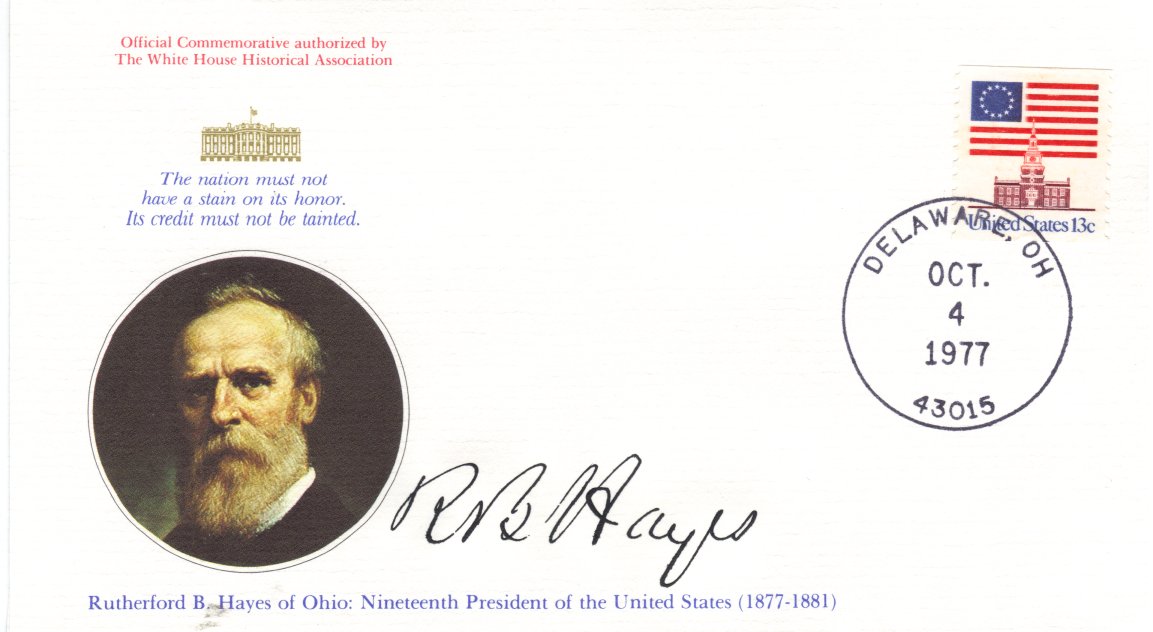 Official Commemorative authorized by
The White House Historical Association
The nation must not
have a stain on its honor.
Its credit must not be tainted.
United States 13c
DELAWARE, OH
OCT.
4
1977
43015
R B Hayes
Rutherford B. Hayes of Ohio: Nineteenth President of the United States (1877-1881)